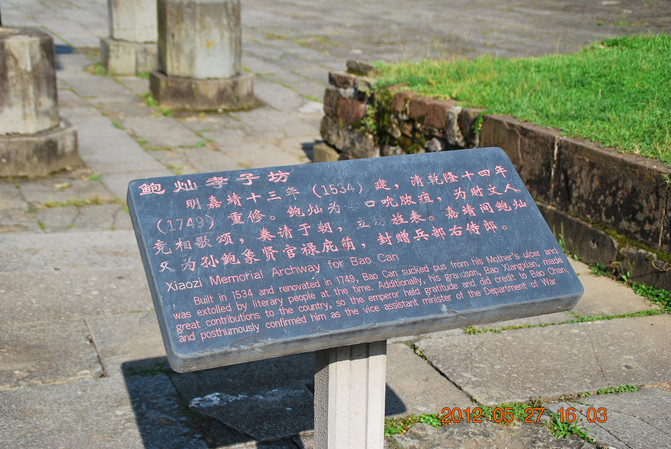 鲍灿孝子坊
明嘉靖十三年（1534）建，清乾隆十四年
（1749）重修。鲍灿为 口吮脓疽，为时文人
竞相歌颂，奏请于朝，立坊旌表。嘉靖间鲍灿
又为孙鲍象贤官禄庇荫，封赠兵部右侍郎。
Xiaozi Memorial Archway for Bao Can
Built in 1534 and renovated in 1749, Bao Can sucked pus from his Mother's ulcer and
was extolled by literary people at the time. Additionally, his grandson, Bao Xiangxian, made
great contributions to the country, so the emperor held gratitude and did credit to Bao Can,
and posthumously confirmed him as the vice assistant minister of the Department of War.
2012 05 27 16:03